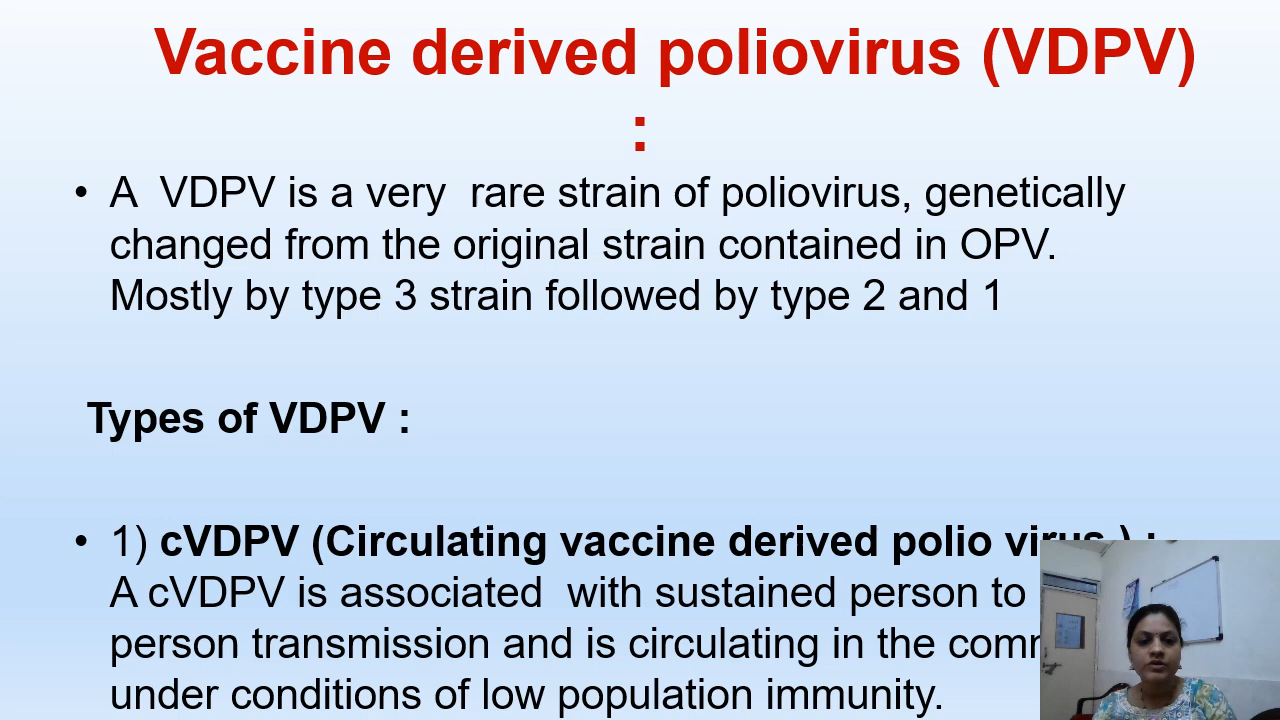 Vaccine derived poliovirus (VDPV)
:
• A  VDPV is a very  rare strain of poliovirus, genetically
changed from the original strain contained in OPV.
Mostly by type 3 strain followed by type 2 and 1
Types of VDPV :
• 1) cVDPV (Circulating vaccine derived polio virus ) :
A cVDPV is associated  with sustained person to
person transmission and is circulating in the
under conditions of low population immunity.